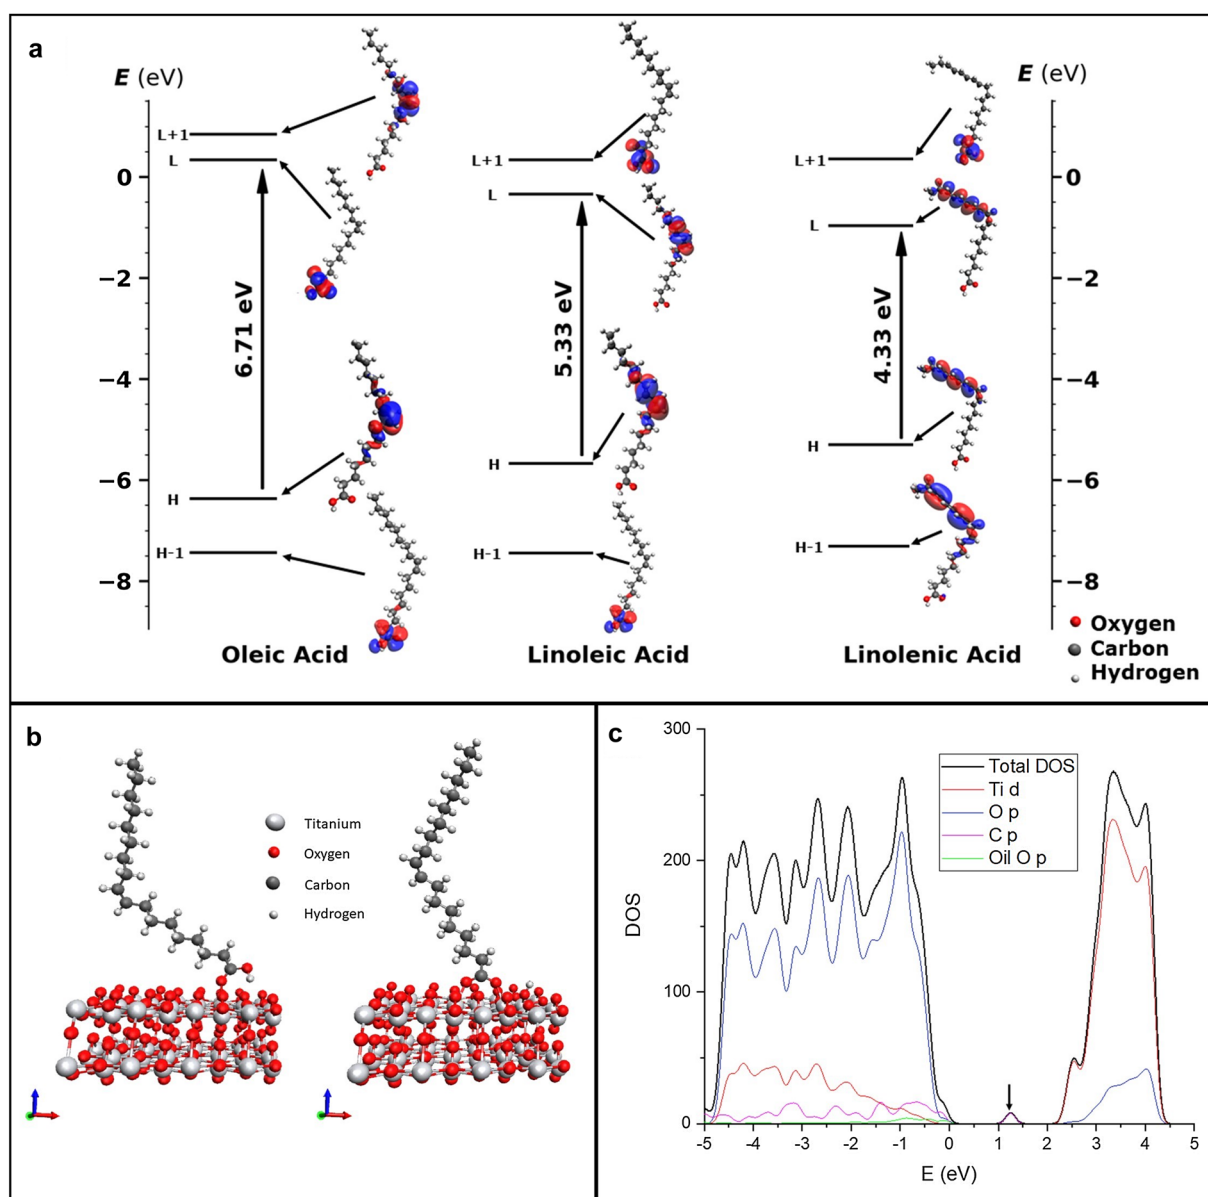 a
E (eV)
L+1
L
0
−2
−4
−6
−8
6.71 eV
H
H-1
Oleic Acid
L+1
L
5.33 eV
H
H-1
Linoleic Acid
E (eV)
L+1
L
0
−2
−4
−6
−8
4.33 eV
H
H-1
Linolenic Acid
Oxygen
Carbon
Hydrogen
b
Titanium
Oxygen
Carbon
Hydrogen
c
DOS
300
200
100
0
Total DOS
Ti d
O p
C p
Oil O p
-5 -4 -3 -2 -1 0 1 2 3 4 5
E (eV)